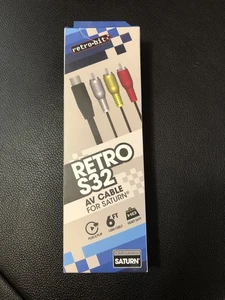 retro-bit
RETRO
S32
AV CABLE
FOR SATURN®
6FT
SATURN